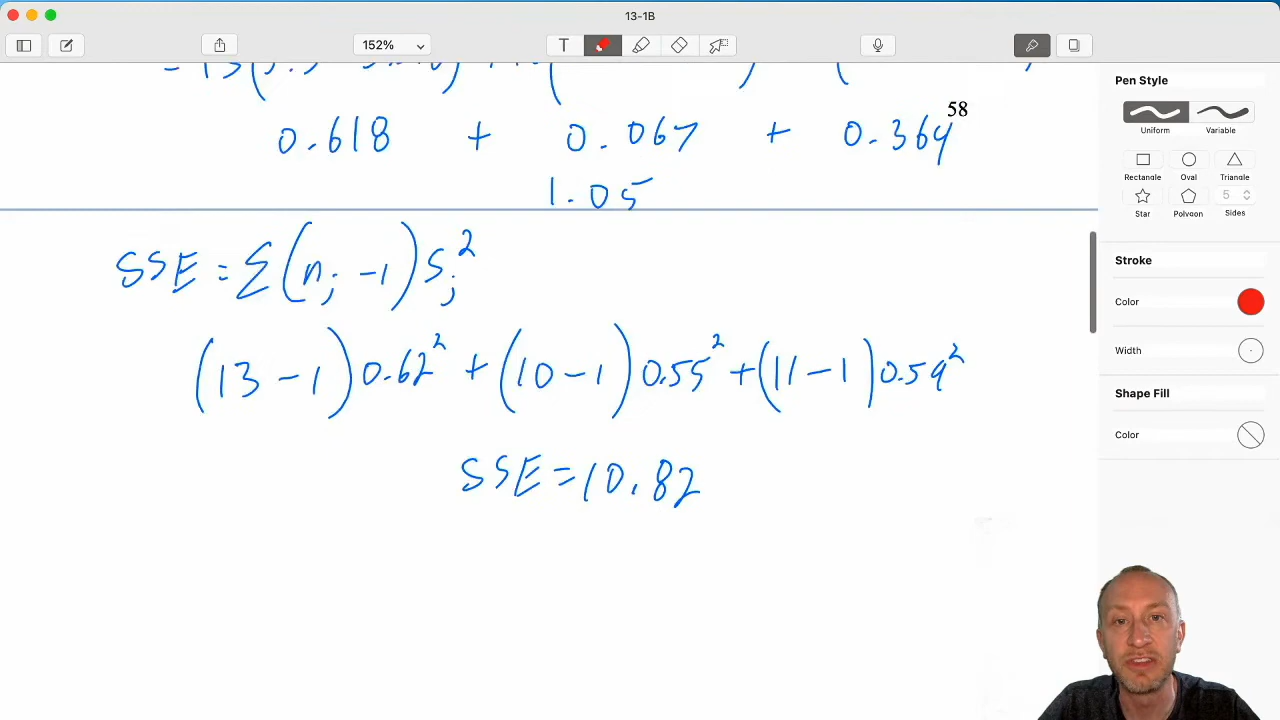 13-1B
152%
T
58
0.618 + 0.067 + 0.364
1.05
SSE = Σ(nj -1)Sj²
(13-1)0.62² + (10-1)0.55² + (11-1)0.59²
SSE=10.82
Pen Style
Uniform Variable
Rectangle Oval Triangle
5
Star Polygon Sides
Stroke
Color
Width
Shape Fill
Color